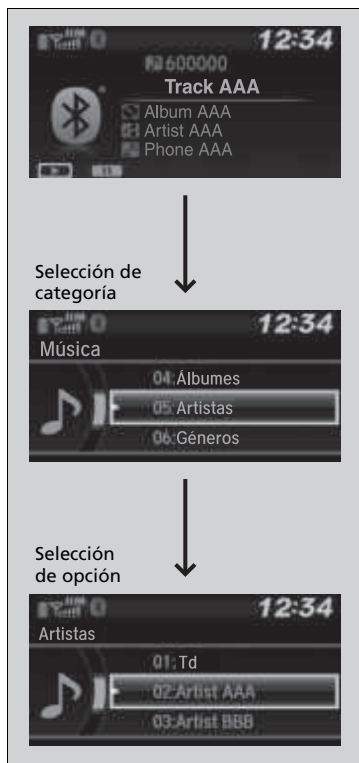 12:34
600000
Track AAA
Album AAA
Artist AAA
Phone AAA
Selección de
categoría
12:34
Música
04:Álbumes
05:Artistas
06:Géneros
Selección
de opción
12:34
Artistas
01:Td
02:Artist AAA
03:Artist BBB